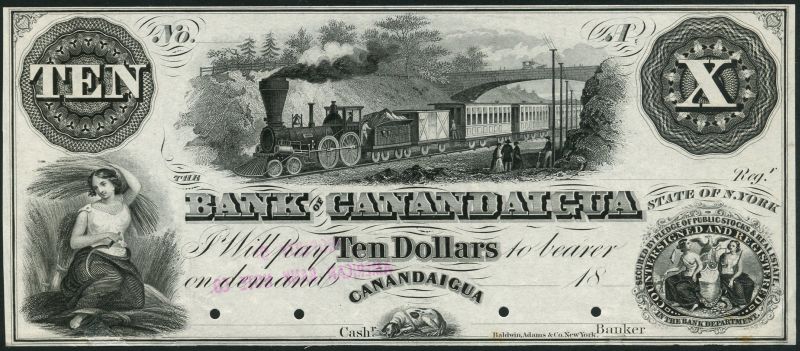 No.
A
TEN
X
THE
Reg.r
BANK OF CANANDAIGUA
STATE OF N.YORK
I Will pay Ten Dollars to bearer
on demand
18
CANANDAIGUA
SECURED BY PLEDGE OF PUBLIC STOCKS & REAL ESTATE.
COUNTERSIGNED AND REGISTERED
IN THE BANK DEPARTMENT.
Cash.r
Baldwin, Adams & Co. New York.
Banker